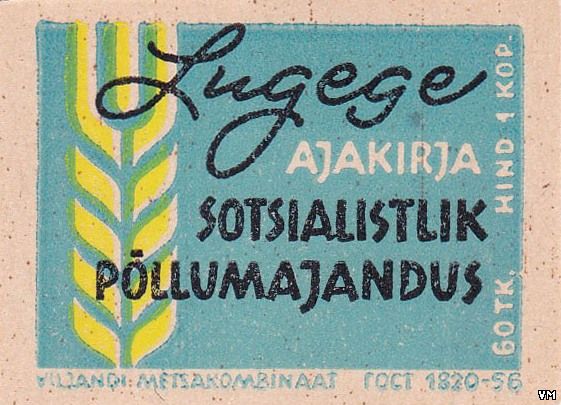 Lugege
AJAKIRJA
SOTSIALISTLIK
PÕLLUMAJANDUS
60 TK. HIND 1 KOP.
VILJANDI METSAKOMBINAAT ГОСТ 1820-56
VM